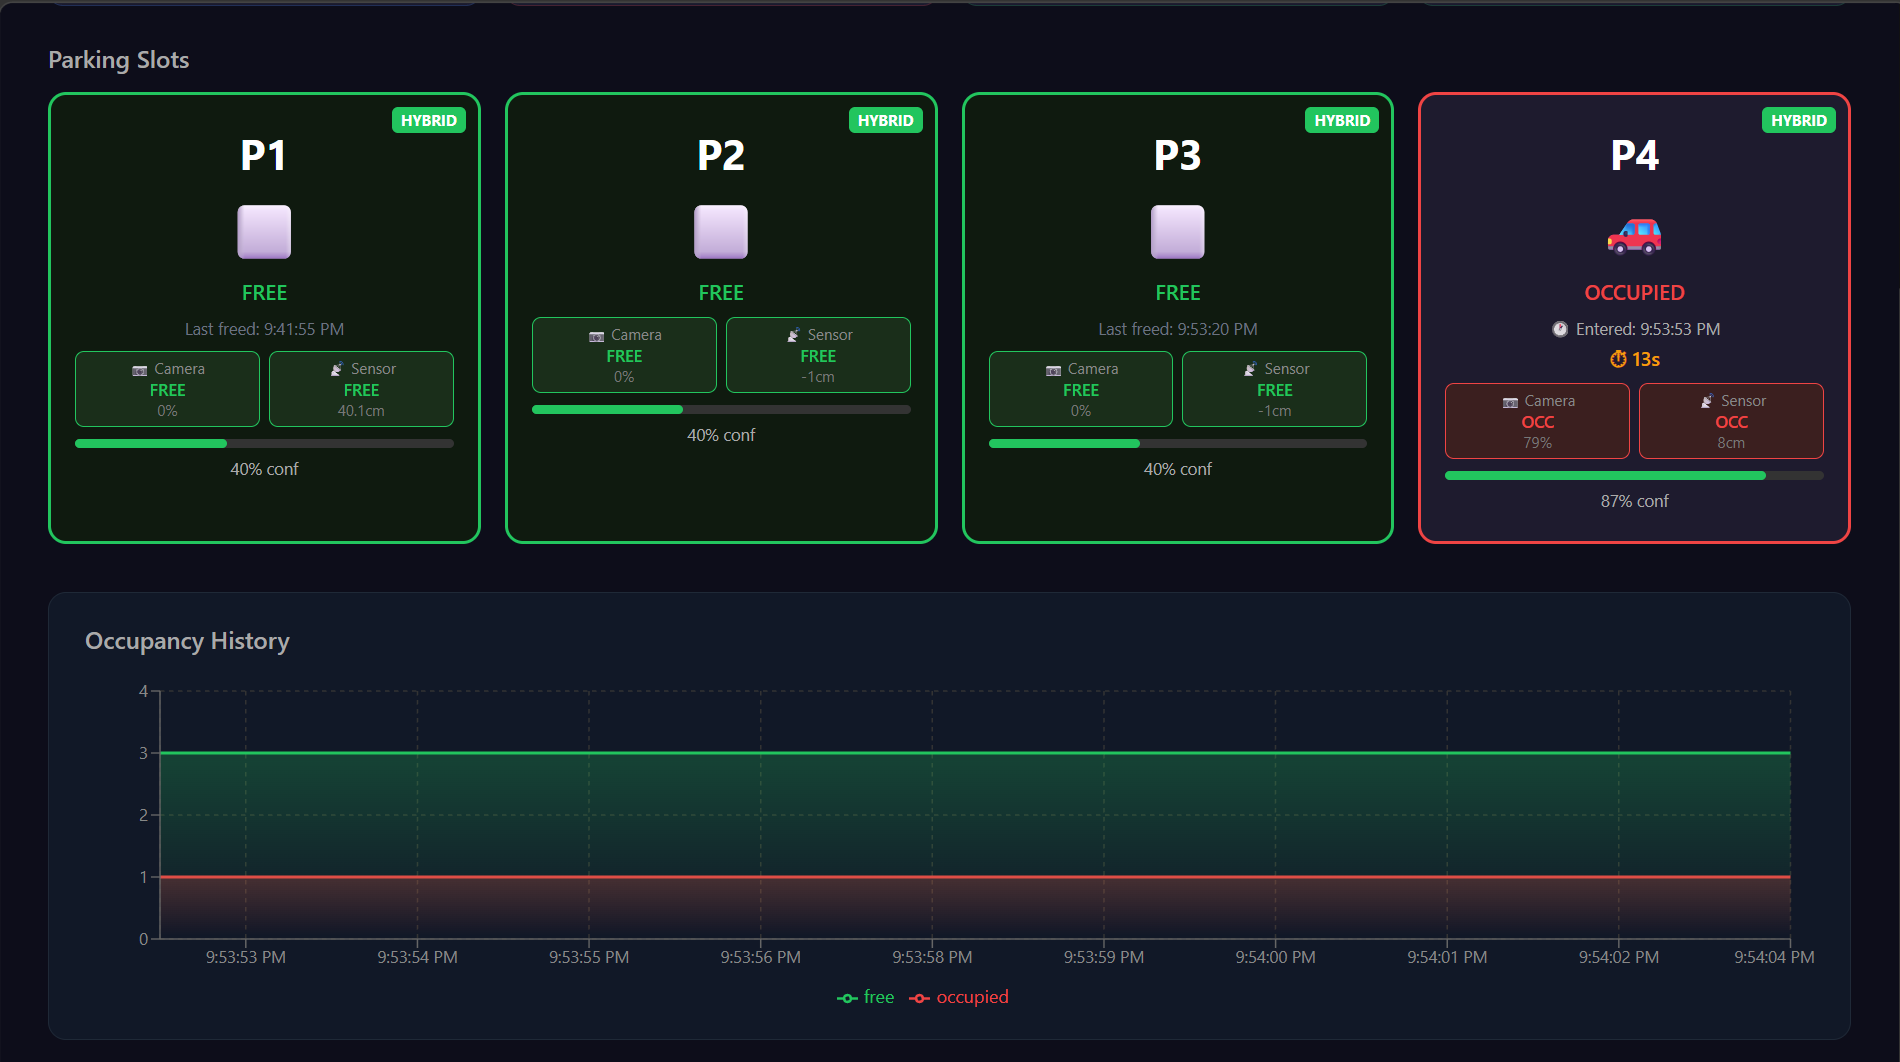 Parking Slots
HYBRID
P1
FREE
Last freed: 9:41:55 PM
Camera
FREE
0%
Sensor
FREE
40.1cm
40% conf
HYBRID
P2
FREE
Camera
FREE
0%
Sensor
FREE
-1cm
40% conf
HYBRID
P3
FREE
Last freed: 9:53:20 PM
Camera
FREE
0%
Sensor
FREE
-1cm
40% conf
HYBRID
P4
OCCUPIED
Entered: 9:53:53 PM
13s
Camera
OCC
79%
Sensor
OCC
8cm
87% conf
Occupancy History
4
3
2
1
0
9:53:53 PM 9:53:54 PM 9:53:55 PM 9:53:56 PM 9:53:58 PM 9:53:59 PM 9:54:00 PM 9:54:01 PM 9:54:02 PM 9:54:04 PM
free occupied